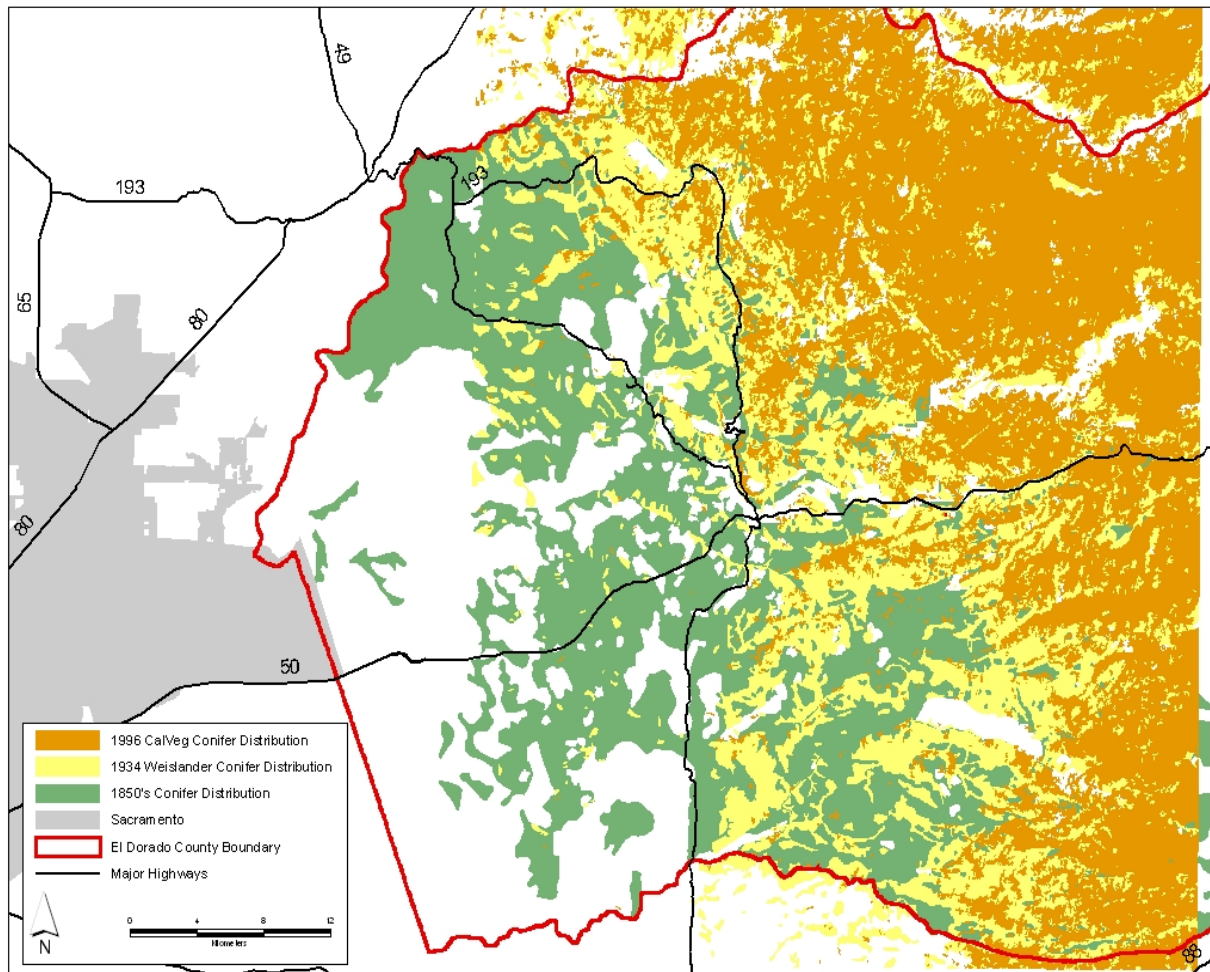 49
193
193
65
80
80
50
1996 CalVeg Conifer Distribution
1934 Weislander Conifer Distribution
1850's Conifer Distribution
Sacramento
El Dorado County Boundary
Major Highways
0 4 8 12
Kilometers
N
88